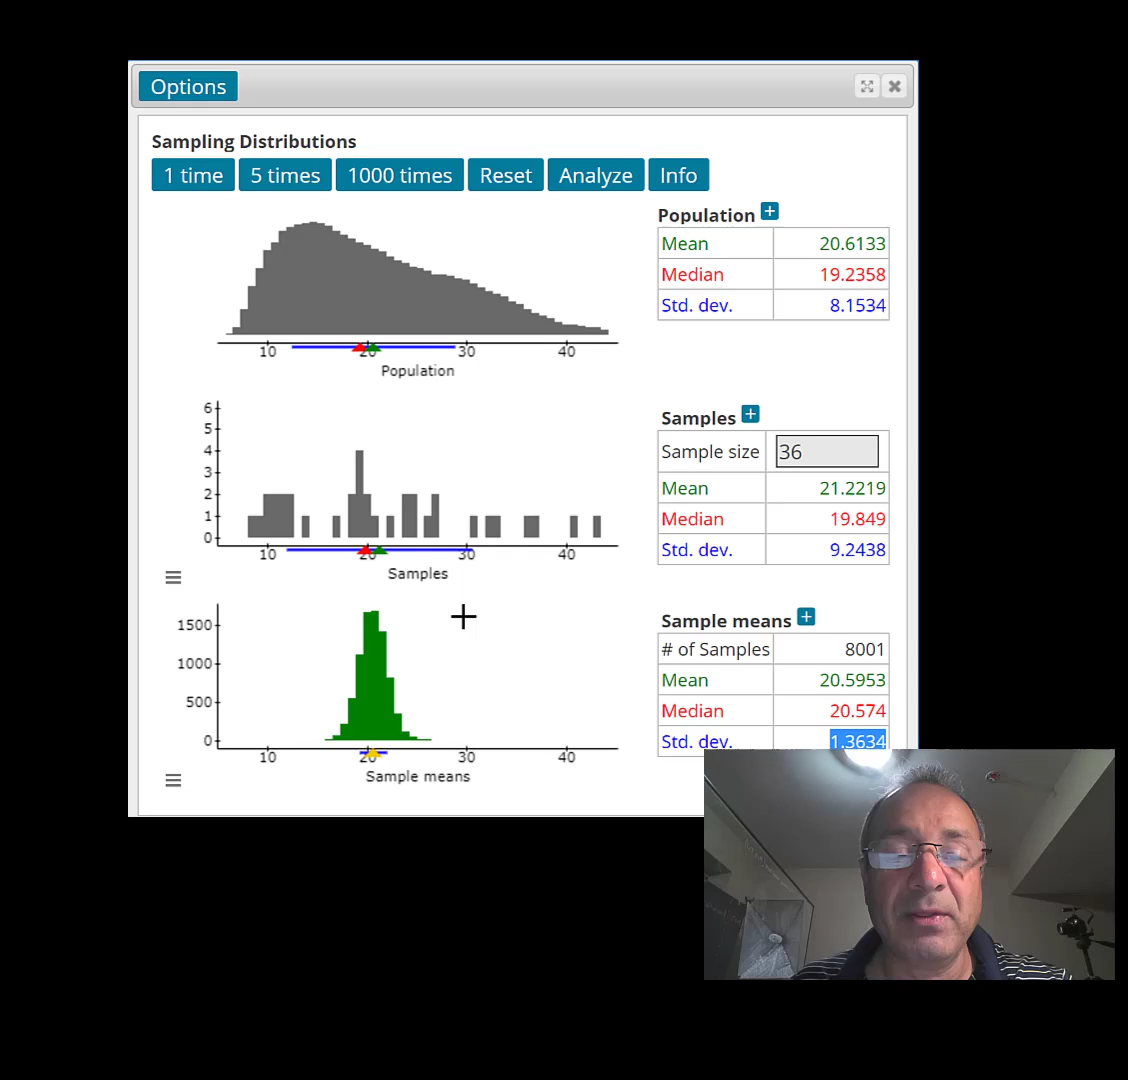 Options
Sampling Distributions
1 time 5 times 1000 times Reset Analyze Info
Population +
Mean 20.6133
Median 19.2358
Std. dev. 8.1534
10 20 30 40
Population
6
5
4
3
2
1
0
10 20 30 40
Samples
Samples +
Sample size 36
Mean 21.2219
Median 19.849
Std. dev. 9.2438
1500
1000
500
0
10 20 30 40
Sample means
Sample means +
# of Samples 8001
Mean 20.5953
Median 20.574
Std. dev. 1.3634